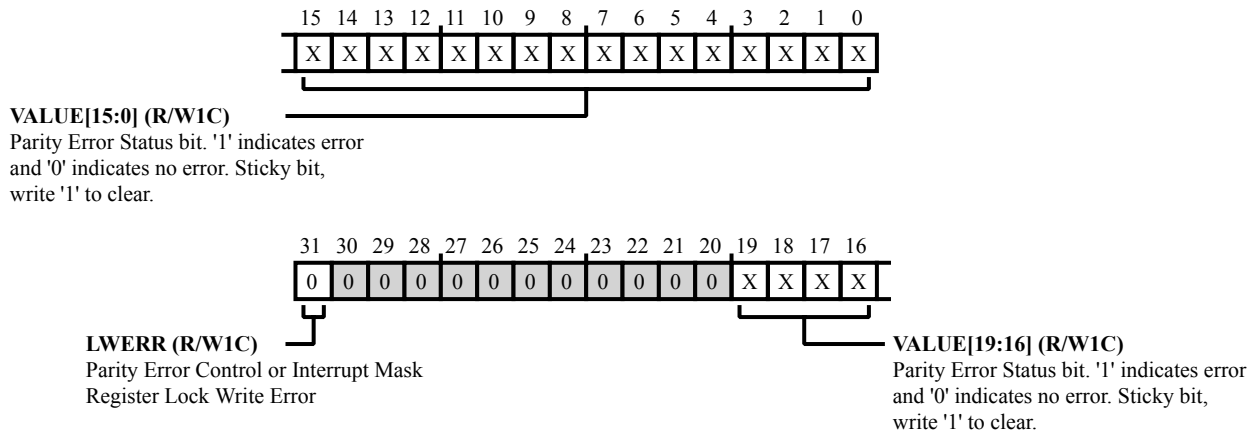 15 14 13 12 11 10 9 8 7 6 5 4 3 2 1 0
X X X X X X X X X X X X X X X X
VALUE[15:0] (R/W1C)
Parity Error Status bit. '1' indicates error
and '0' indicates no error. Sticky bit,
write '1' to clear.
31 30 29 28 27 26 25 24 23 22 21 20 19 18 17 16
0 0 0 0 0 0 0 0 0 0 0 0 X X X X
LWERR (R/W1C)
Parity Error Control or Interrupt Mask
Register Lock Write Error
VALUE[19:16] (R/W1C)
Parity Error Status bit. '1' indicates error
and '0' indicates no error. Sticky bit,
write '1' to clear.